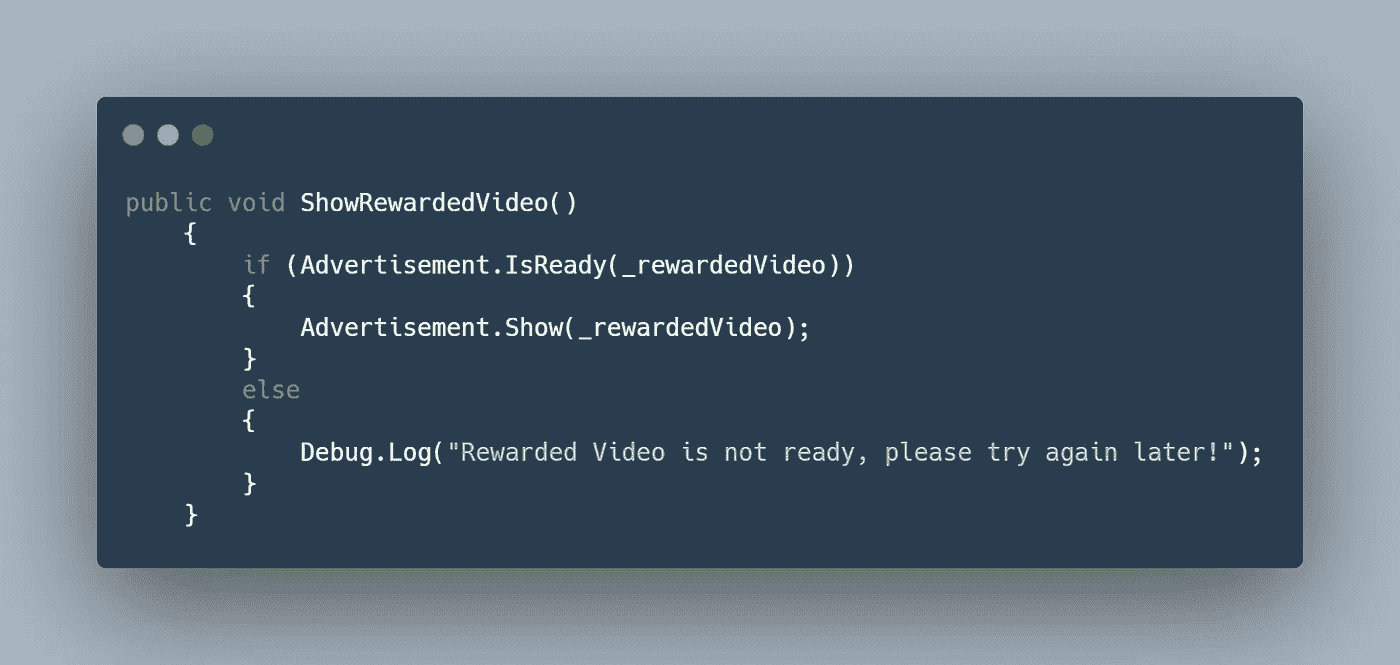 public void ShowRewardedVideo()
    {
        if (Advertisement.IsReady(_rewardedVideo))
        {
            Advertisement.Show(_rewardedVideo);
        }
        else
        {
            Debug.Log("Rewarded Video is not ready, please try again later!");
        }
    }